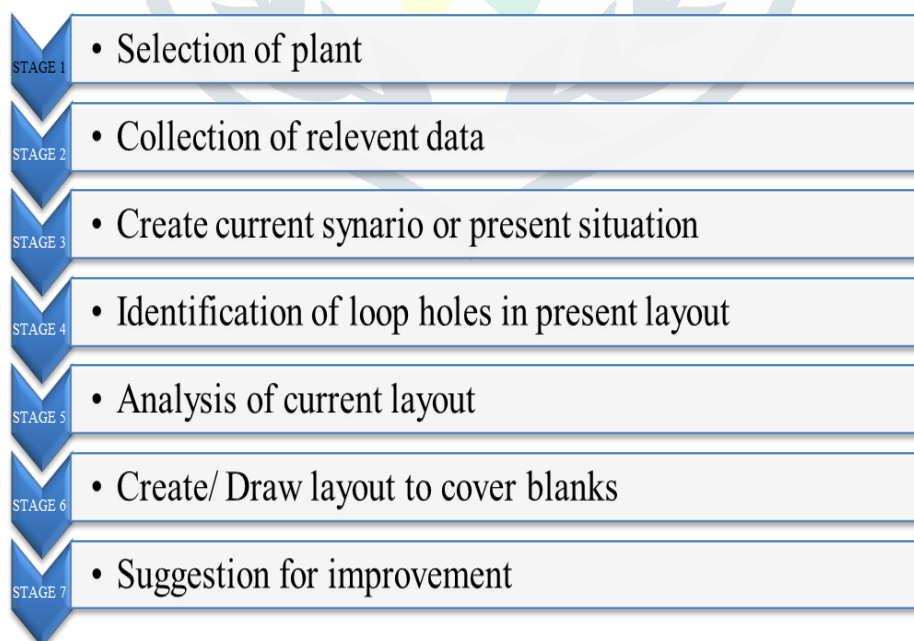 STAGE 1 • Selection of plant
STAGE 2 • Collection of relevent data
STAGE 3 • Create current synario or present situation
STAGE 4 • Identification of loop holes in present layout
STAGE 5 • Analysis of current layout
STAGE 6 • Create/ Draw layout to cover blanks
STAGE 7 • Suggestion for improvement